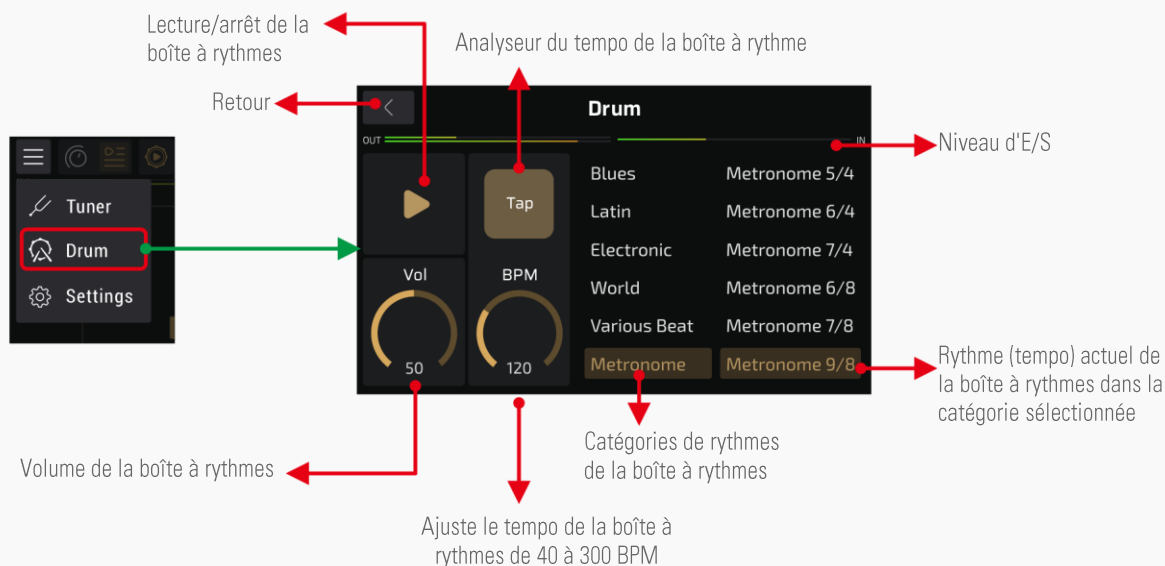 Lecture/arrêt de la
boîte à rythmes
Analyseur du tempo de la boîte à rythme
Retour
Drum
OUT
IN
Niveau d'E/S
Tuner
Drum
Settings
Tap
Vol
50
BPM
120
Blues
Metronome 5/4
Latin
Metronome 6/4
Electronic
Metronome 7/4
World
Metronome 6/8
Various Beat
Metronome 7/8
Metronome
Metronome 9/8
Rythme (tempo) actuel de
la boîte à rythmes dans la
catégorie sélectionnée
Catégories de rythmes
de la boîte à rythmes
Volume de la boîte à rythmes
Ajuste le tempo de la boîte à
rythmes de 40 à 300 BPM